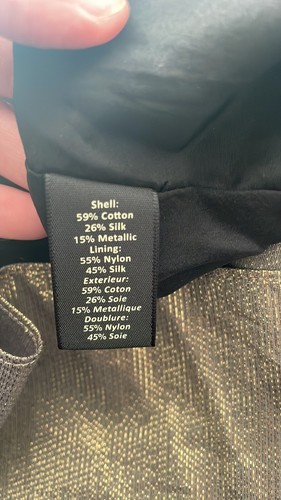 Shell:
59% Cotton
26% Silk
15% Metallic
Lining:
55% Nylon
45% Silk
Exterieur:
59% Coton
26% Soie
15% Metallique
Doublure:
55% Nylon
45% Soie